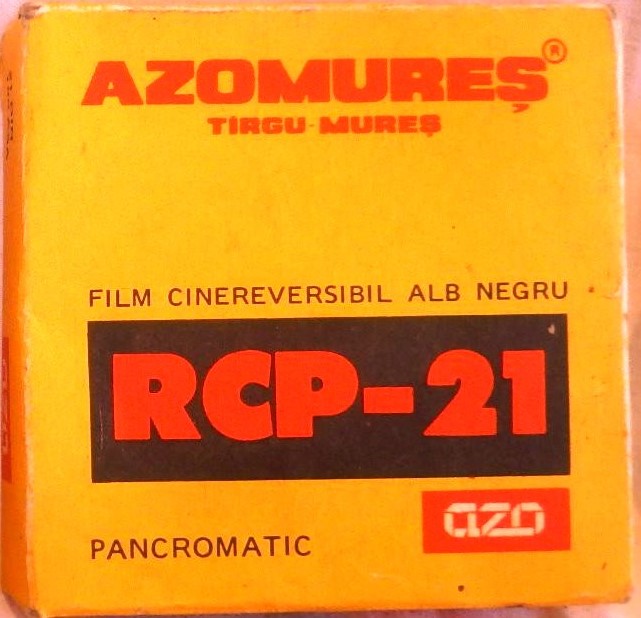 AZOMUREȘ®
TÎRGU-MUREȘ
FILM CINEREVERSIBIL ALB NEGRU
RCP-21
azo
PANCROMATIC